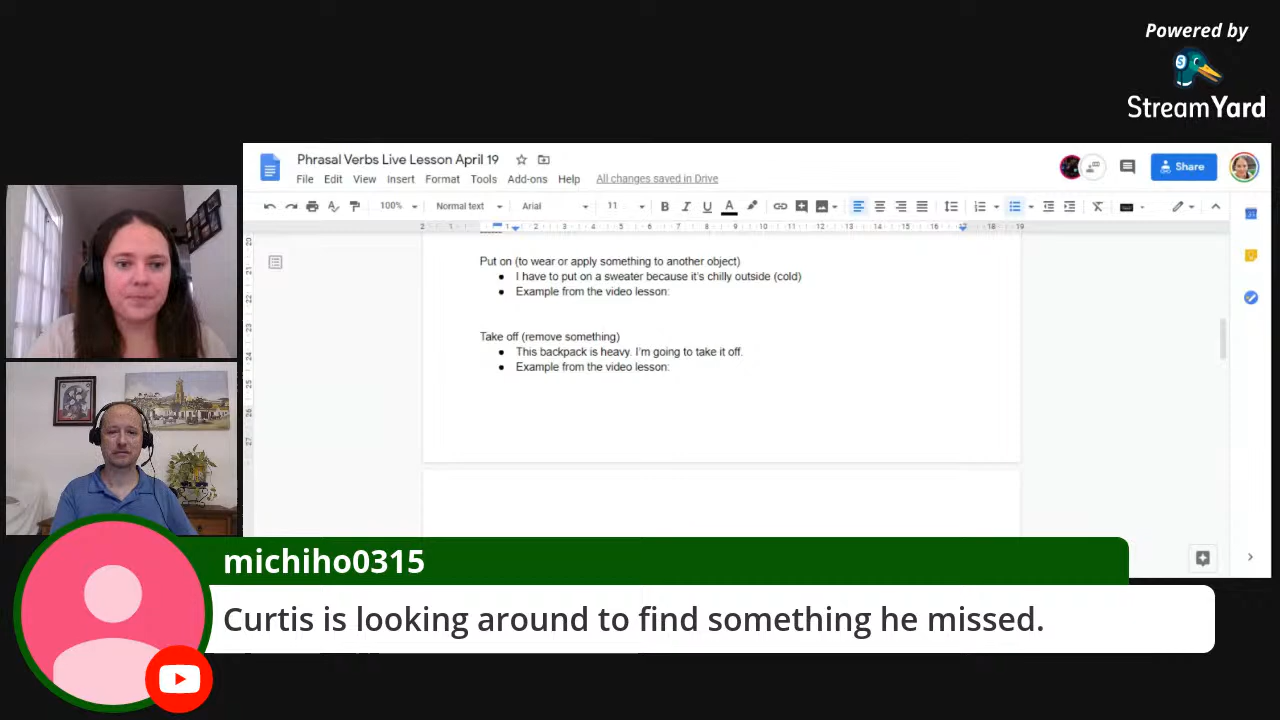 Powered by
StreamYard
Phrasal Verbs Live Lesson April 19
File Edit View Insert Format Tools Add-ons Help All changes saved in Drive
Share
100% Normal text Arial 11
Put on (to wear or apply something to another object)
I have to put on a sweater because it's chilly outside (cold)
Example from the video lesson:
Take off (remove something)
This backpack is heavy. I'm going to take it off.
Example from the video lesson:
michiho0315
Curtis is looking around to find something he missed.